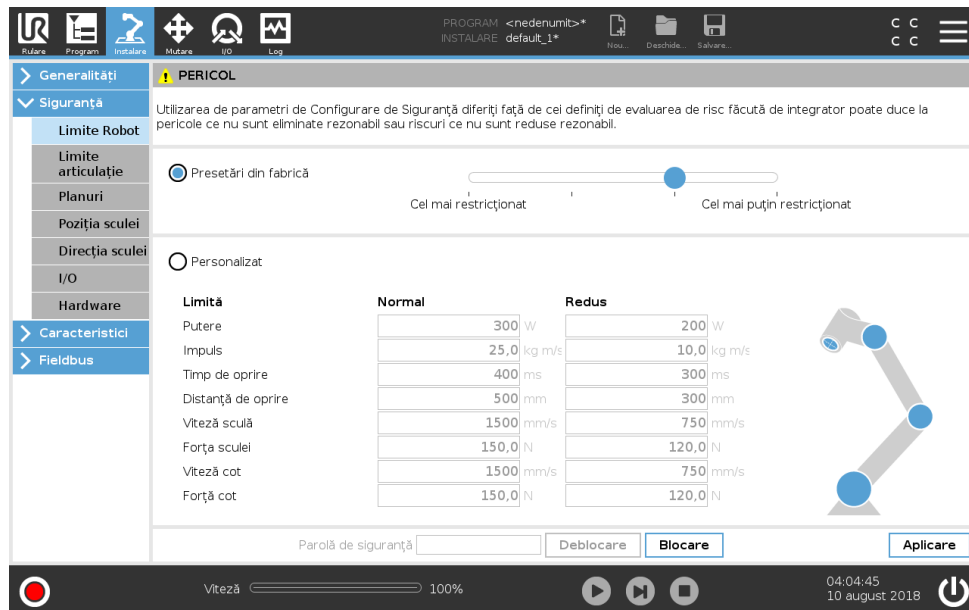 PROGRAM <nedenumit>*
INSTALARE default_1*
Rulare Program Instalare Mutare I/O Log Nou... Deschide... Salvare...
C C
C C
Generalități
Siguranță
Limite Robot
Limite articulație
Planuri
Poziția sculei
Direcția sculei
I/O
Hardware
Caracteristici
Fieldbus
PERICOL
Utilizarea de parametri de Configurare de Siguranță diferiți față de cei definiți de evaluarea de risc făcută de integrator poate duce la
pericole ce nu sunt eliminate rezonabil sau riscuri ce nu sunt reduse rezonabil.
Presetări din fabrică
Cel mai restricționat Cel mai puțin restricționat
Personalizat
Limită Normal Redus
Putere 300 W 200 W
Impuls 25,0 kg m/s 10,0 kg m/s
Timp de oprire 400 ms 300 ms
Distanță de oprire 500 mm 300 mm
Viteză sculă 1500 mm/s 750 mm/s
Forța sculei 150,0 N 120,0 N
Viteză cot 1500 mm/s 750 mm/s
Forță cot 150,0 N 120,0 N
Parolă de siguranță Deblocare Blocare Aplicare
Viteză 100%
04:04:45
10 august 2018